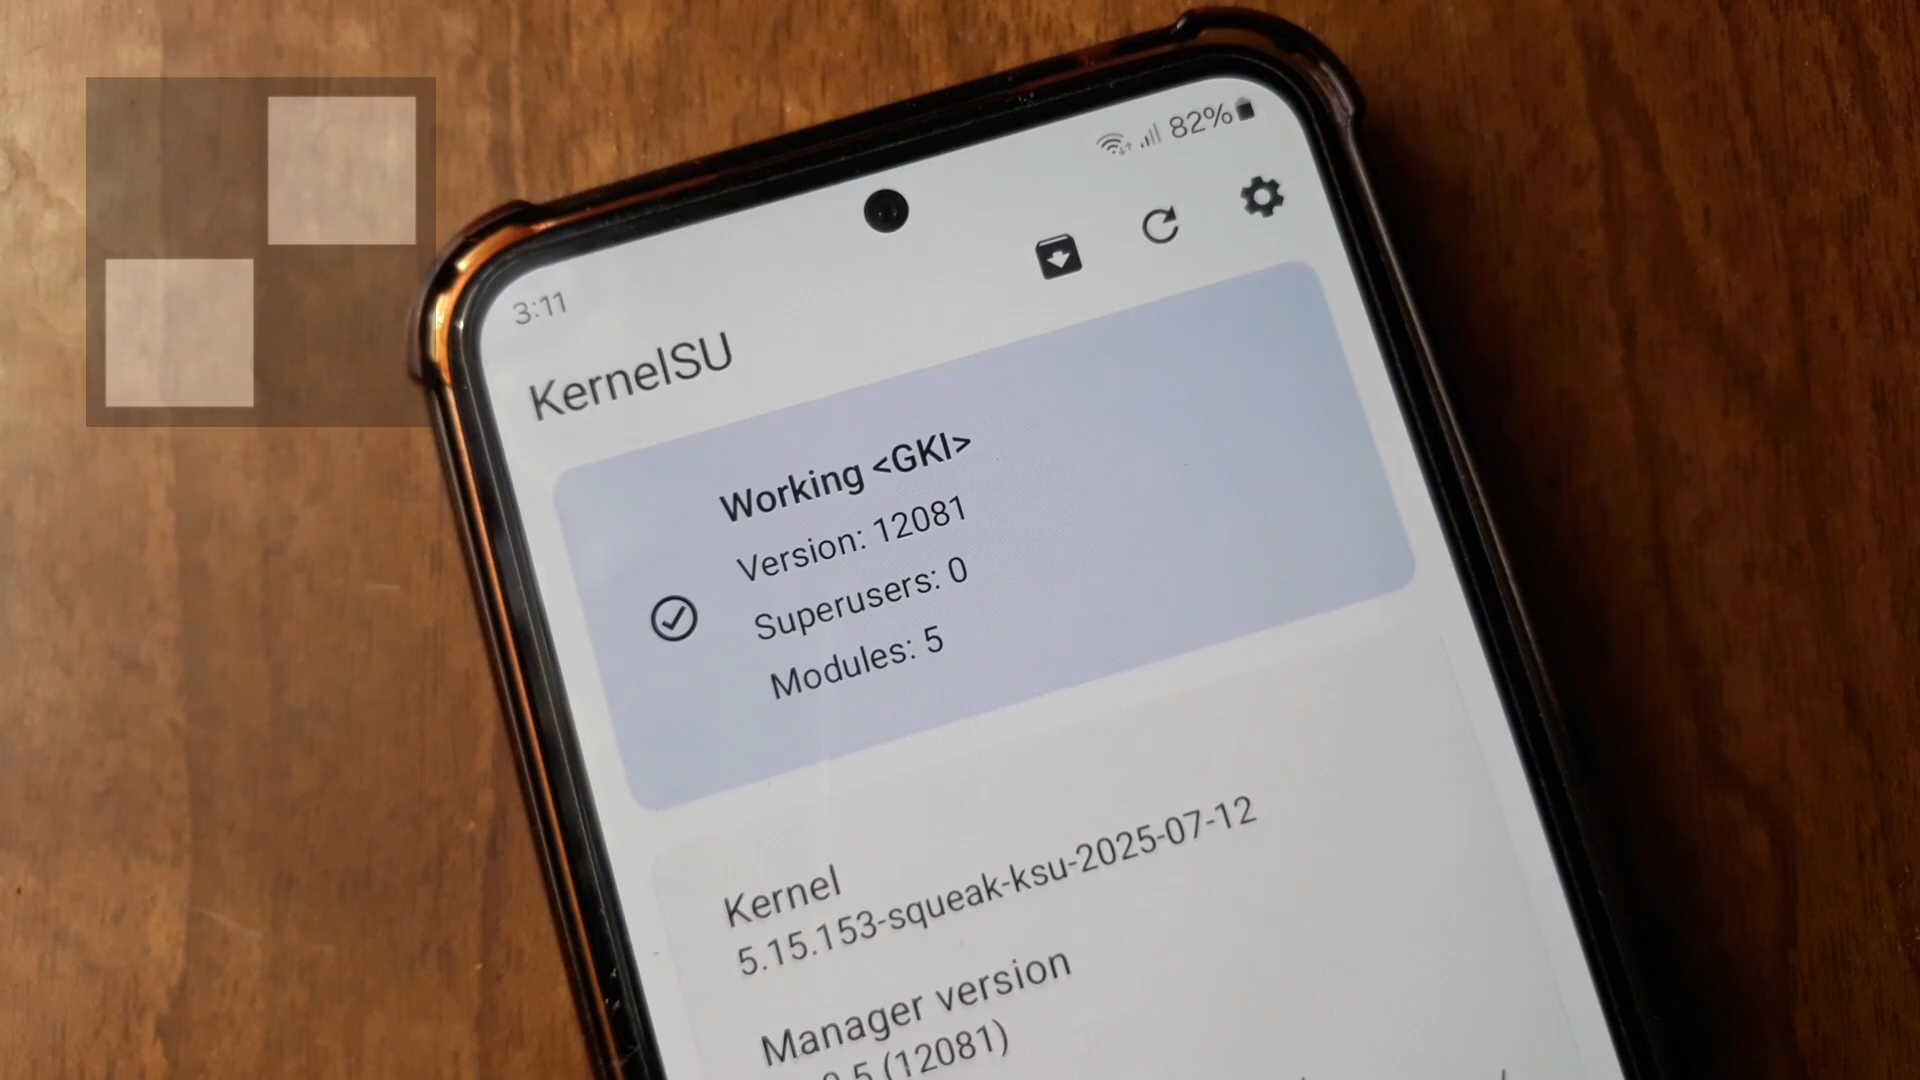 82%
3:11
KernelSU
Working <GKI>
Version: 12081
Superusers: 0
Modules: 5
Kernel
5.15.153-squeak-ksu-2025-07-12
Manager version
(12081)